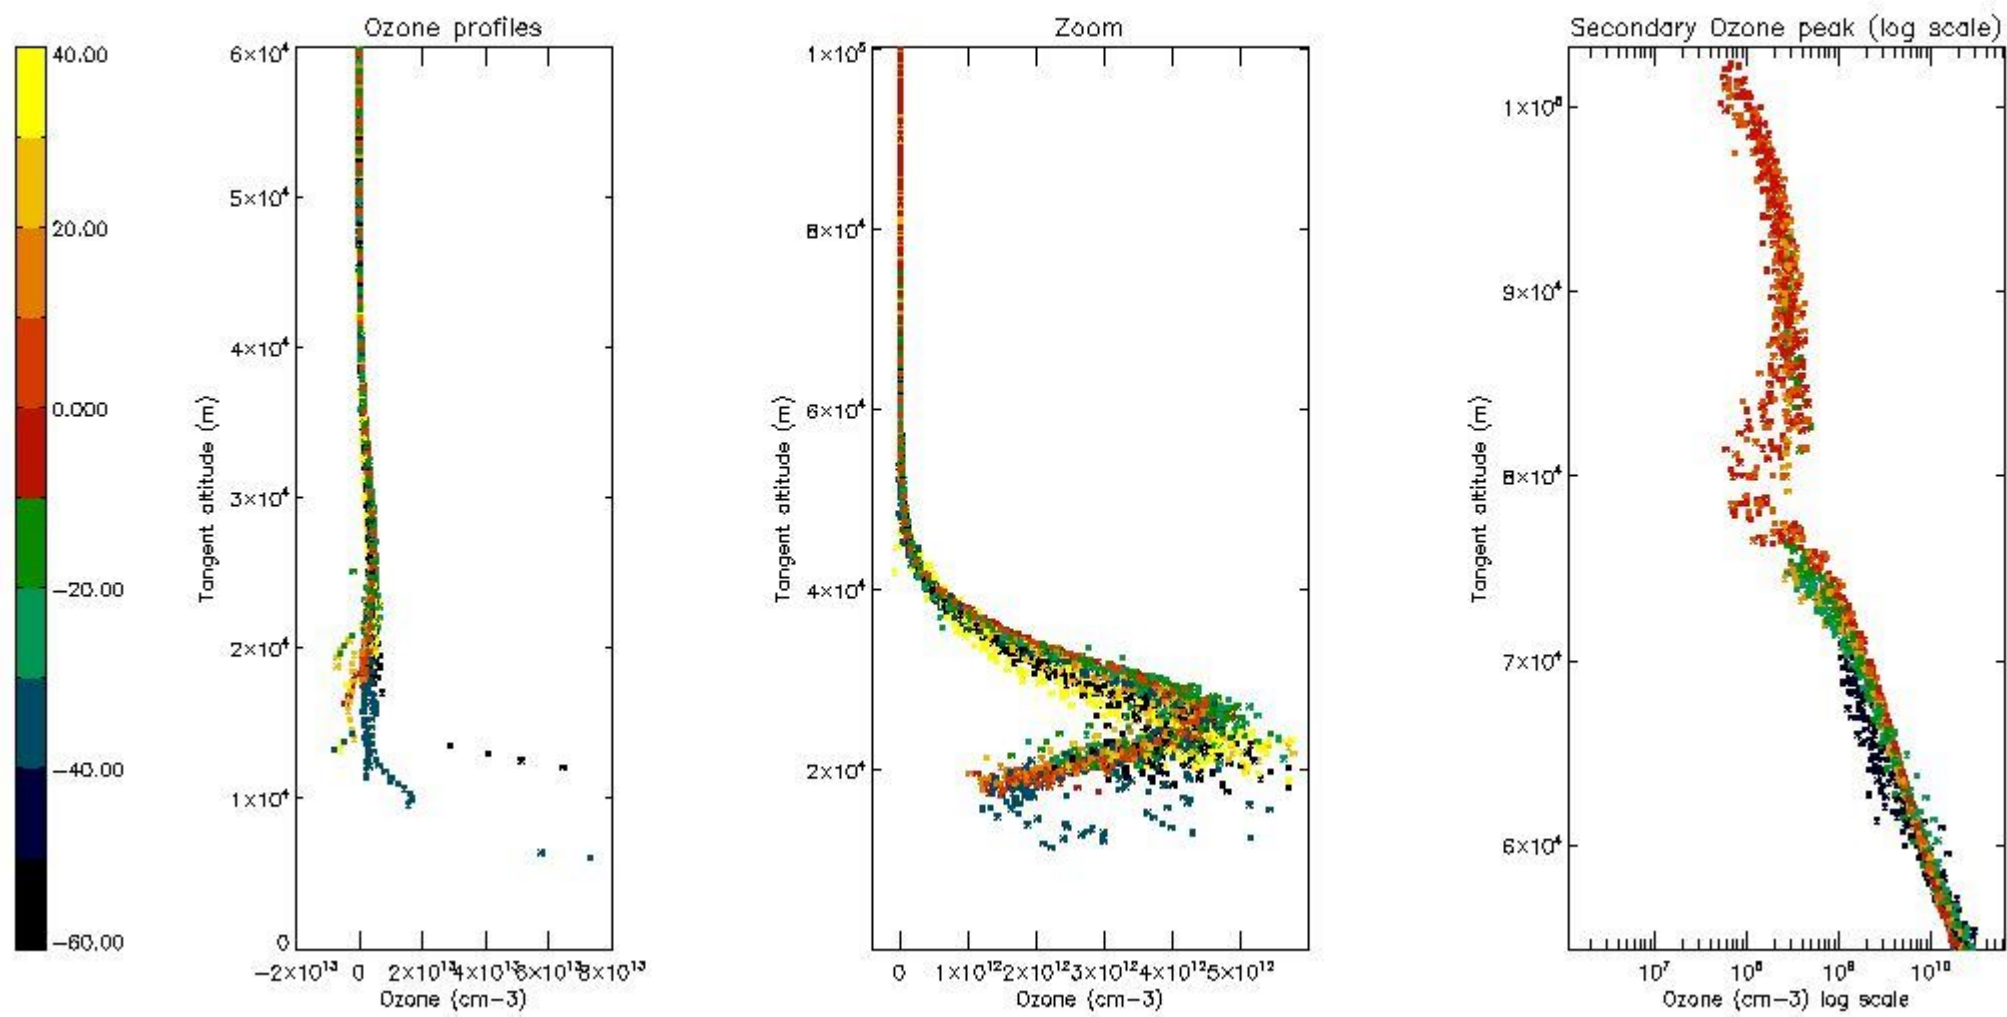 Ozone profiles
Zoom
Secondary Ozone peak (log scale)
40.00
20.00
0.000
−20.00
−40.00
−60.00
6×10⁴
5×10⁴
4×10⁴
3×10⁴
2×10⁴
1×10⁴
0
Tangent altitude (m)
−2×10¹³ 0 2×10¹³ 4×10¹³ 6×10¹³ 8×10¹³
Ozone (cm−3)
1×10⁵
8×10⁴
6×10⁴
4×10⁴
2×10⁴
Tangent altitude (m)
0 1×10¹² 2×10¹² 3×10¹² 4×10¹² 5×10¹²
Ozone (cm−3)
1×10⁵
9×10⁴
8×10⁴
7×10⁴
6×10⁴
Tangent altitude (m)
10⁷ 10⁸ 10⁹ 10¹⁰
Ozone (cm−3) log scale